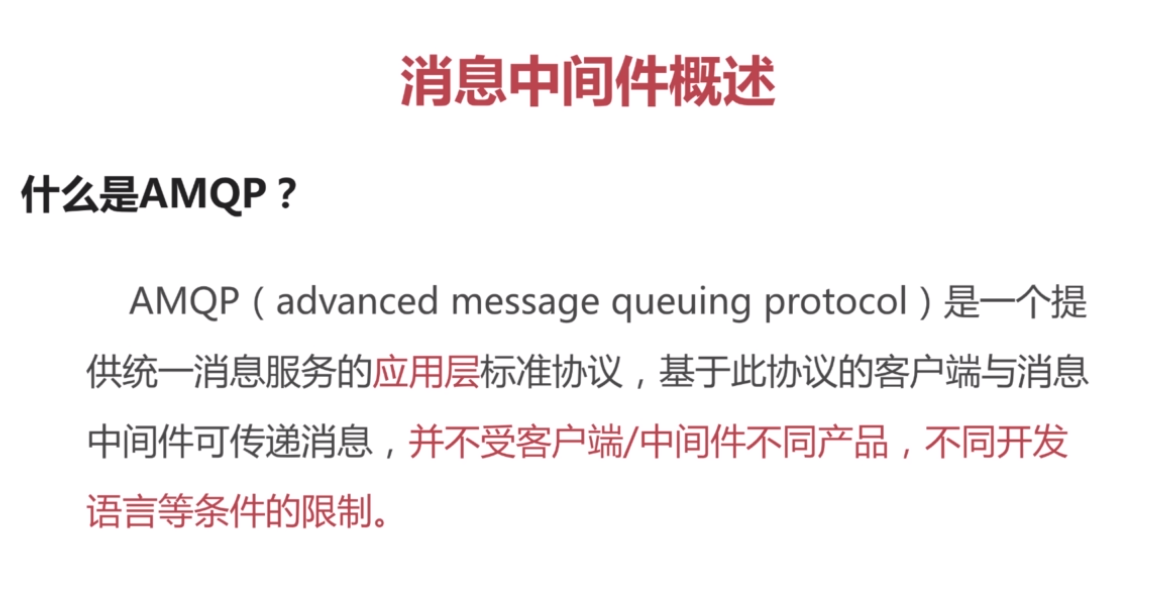 消息中间件概述
什么是AMQP？
AMQP（advanced message queuing protocol）是一个提
供统一消息服务的应用层标准协议，基于此协议的客户端与消息
中间件可传递消息，并不受客户端/中间件不同产品，不同开发
语言等条件的限制。